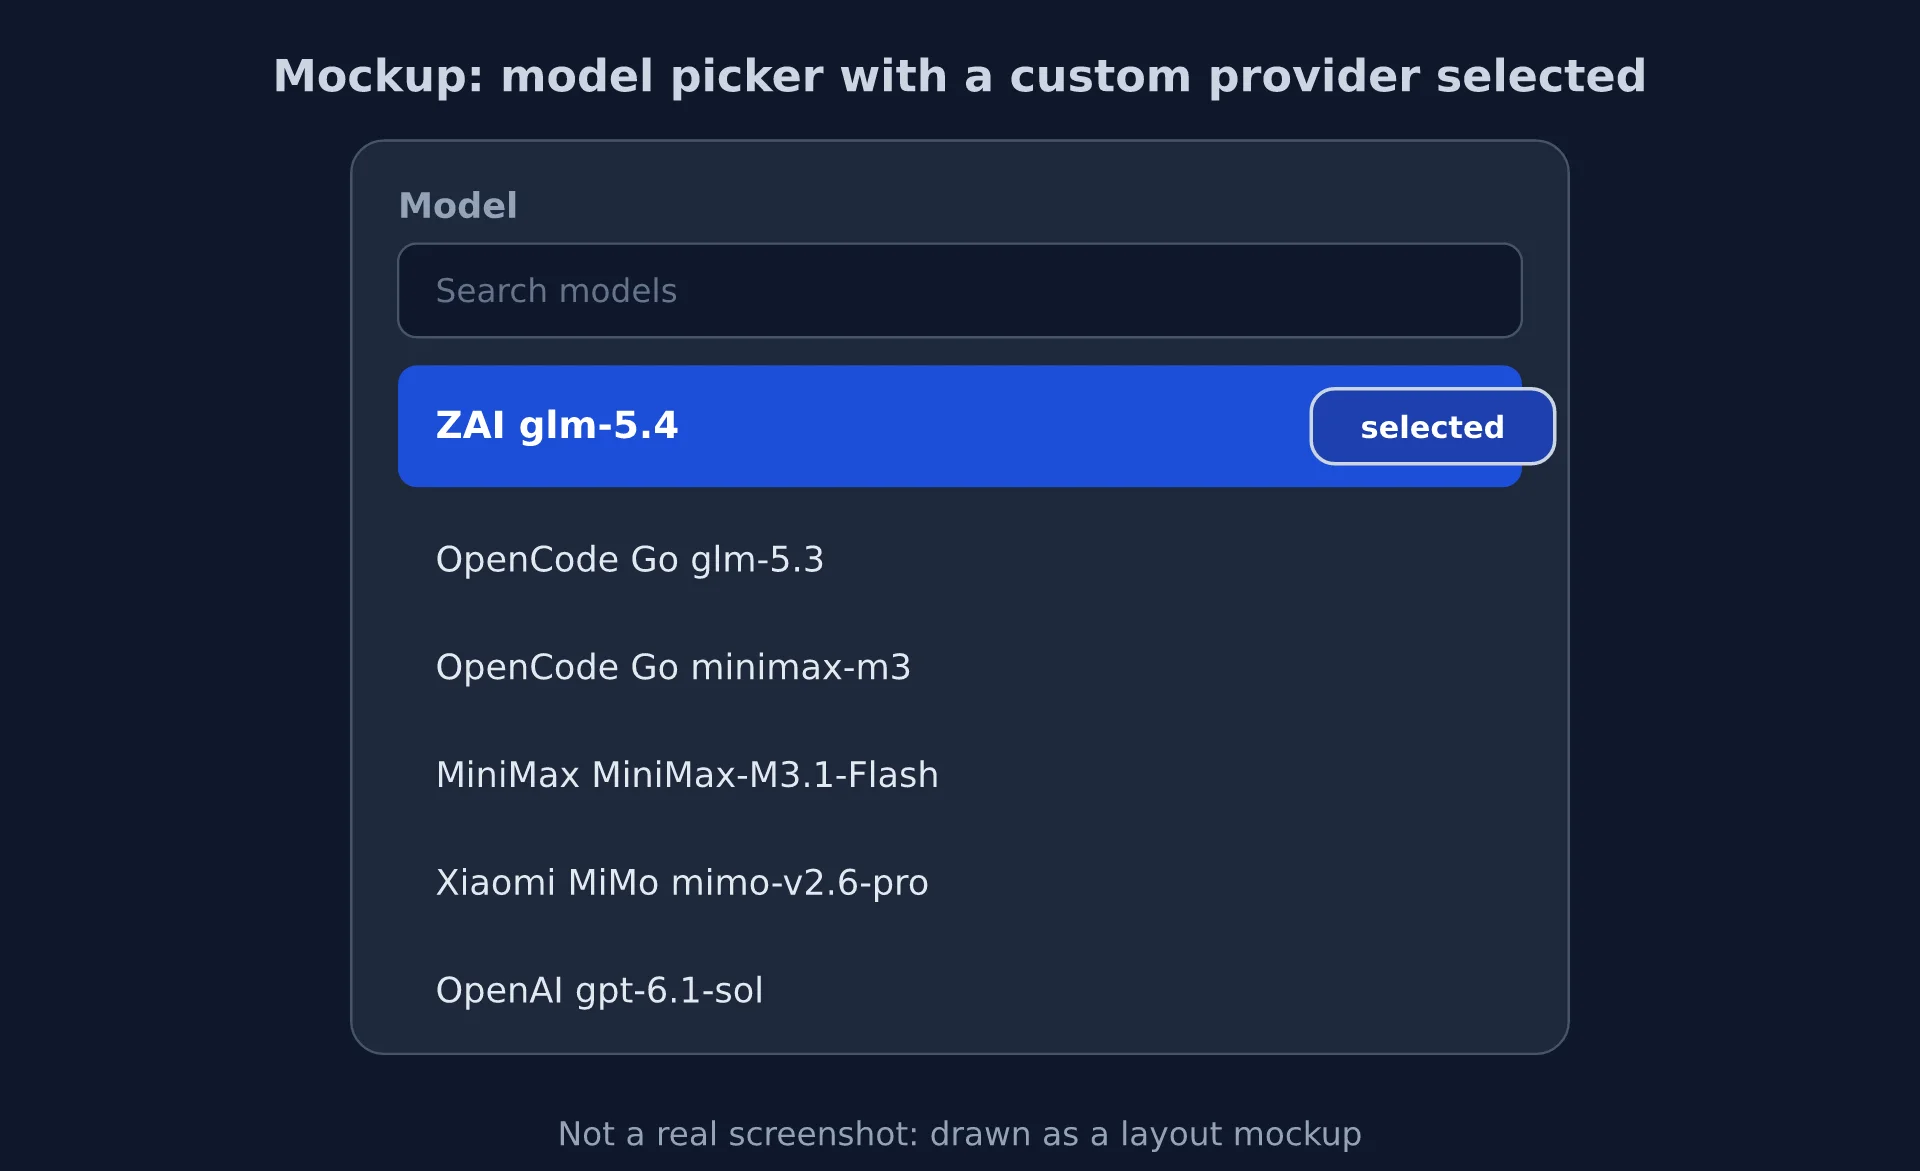 Mockup: model picker with a custom provider selected
Model
Search models
ZAI glm-5.4
selected
OpenCode Go glm-5.3
OpenCode Go minimax-m3
MiniMax MiniMax-M3.1-Flash
Xiaomi MiMo mimo-v2.6-pro
OpenAI gpt-6.1-sol
Not a real screenshot: drawn as a layout mockup